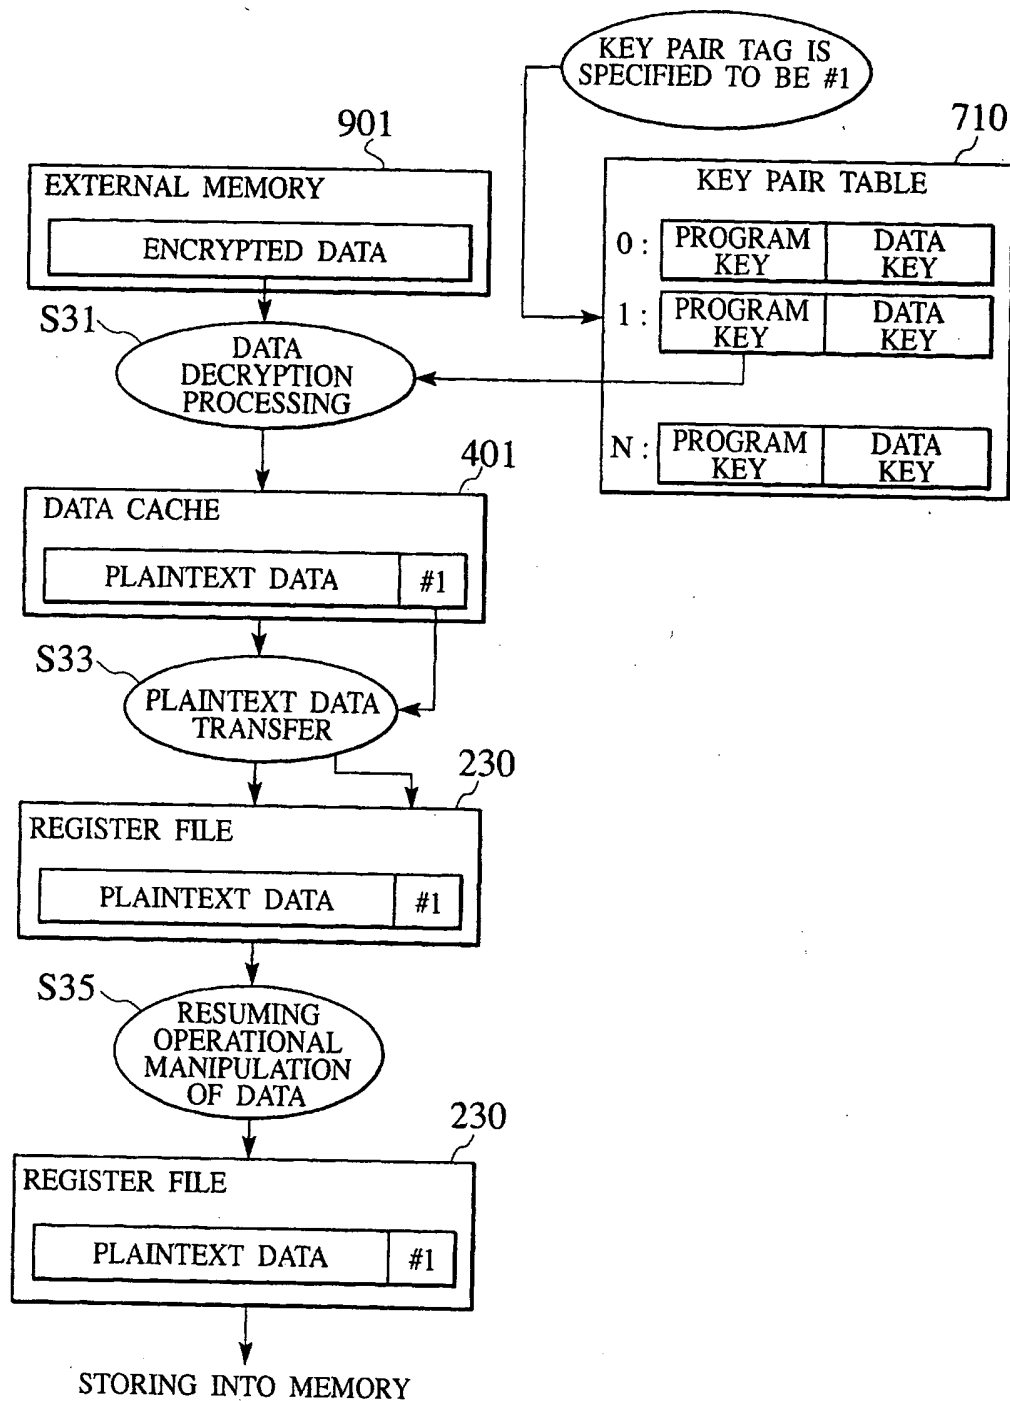 KEY PAIR TAG IS
SPECIFIED TO BE #1
901
710
EXTERNAL MEMORY
ENCRYPTED DATA
KEY PAIR TABLE
0 :
PROGRAM
KEY
DATA
KEY
1 :
PROGRAM
KEY
DATA
KEY
N :
PROGRAM
KEY
DATA
KEY
S31
DATA
DECRYPTION
PROCESSING
401
DATA CACHE
PLAINTEXT DATA
#1
S33
PLAINTEXT DATA
TRANSFER
230
REGISTER FILE
PLAINTEXT DATA
#1
S35
RESUMING
OPERATIONAL
MANIPULATION
OF DATA
230
REGISTER FILE
PLAINTEXT DATA
#1
STORING INTO MEMORY